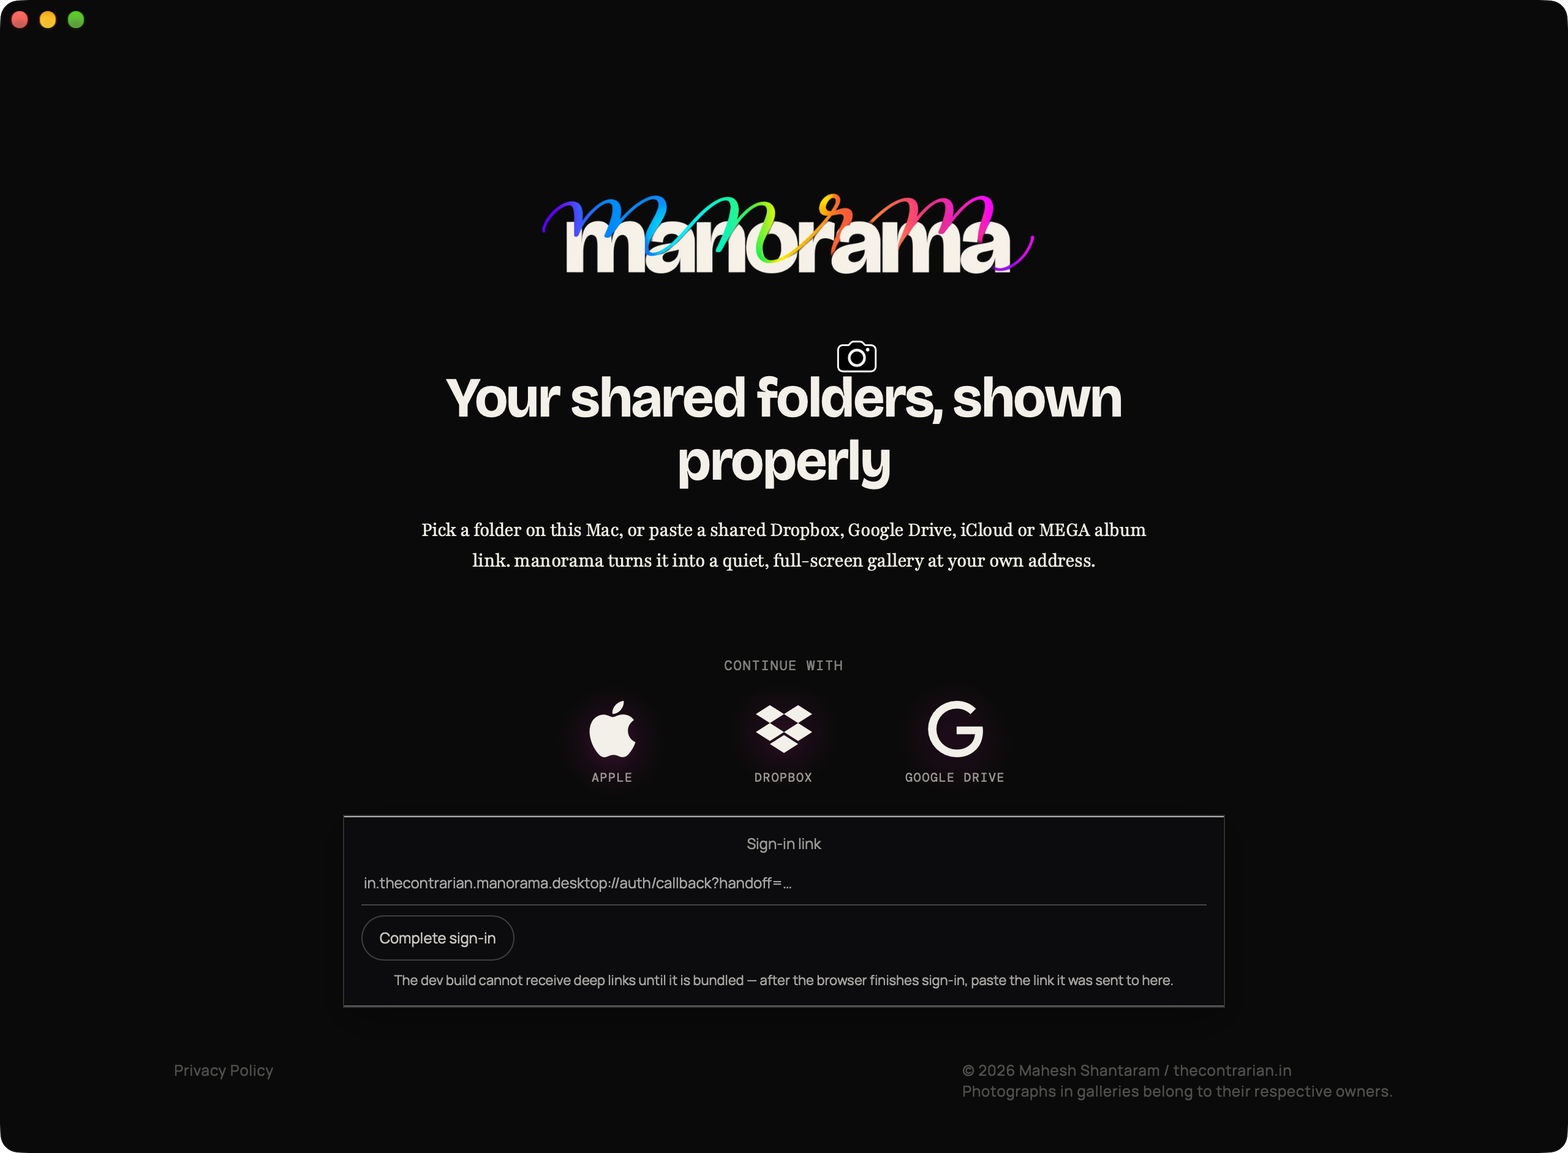 manorama
m n r m
Your shared folders, shown
properly
Pick a folder on this Mac, or paste a shared Dropbox, Google Drive, iCloud or MEGA album
link. manorama turns it into a quiet, full-screen gallery at your own address.
CONTINUE WITH
APPLE
DROPBOX
GOOGLE DRIVE
Sign-in link
in.thecontrarian.manorama.desktop://auth/callback?handoff=…
Complete sign-in
The dev build cannot receive deep links until it is bundled — after the browser finishes sign-in, paste the link it was sent to here.
Privacy Policy
© 2026 Mahesh Shantaram / thecontrarian.in
Photographs in galleries belong to their respective owners.